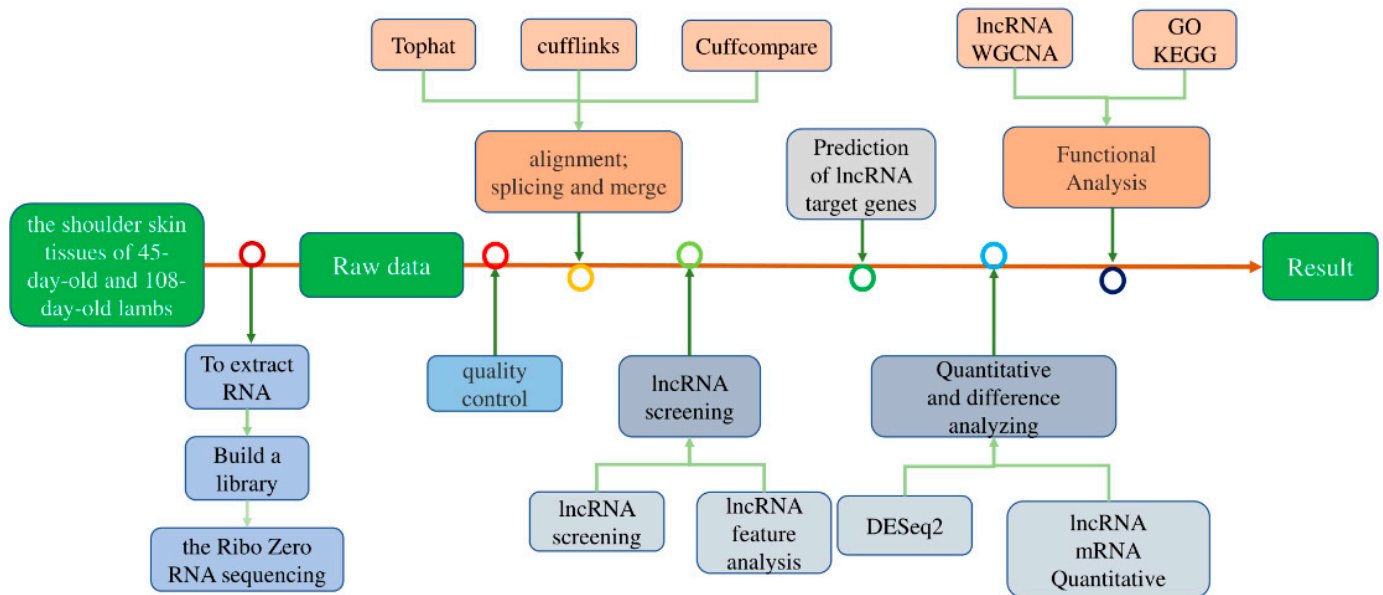 Tophat
cufflinks
Cuffcompare
lncRNA
WGCNA
GO
KEGG
alignment;
splicing and merge
Prediction
of lncRNA
target genes
Functional
Analysis
the shoulder skin
tissues of 45-
day-old and 108-
day-old lambs
Raw data
Result
To extract
RNA
Build a
library
the Ribo Zero
RNA sequencing
quality
control
lncRNA
screening
Quantitative
and difference
analyzing
lncRNA
screening
lncRNA
feature
analysis
DESeq2
lncRNA
mRNA
Quantitative